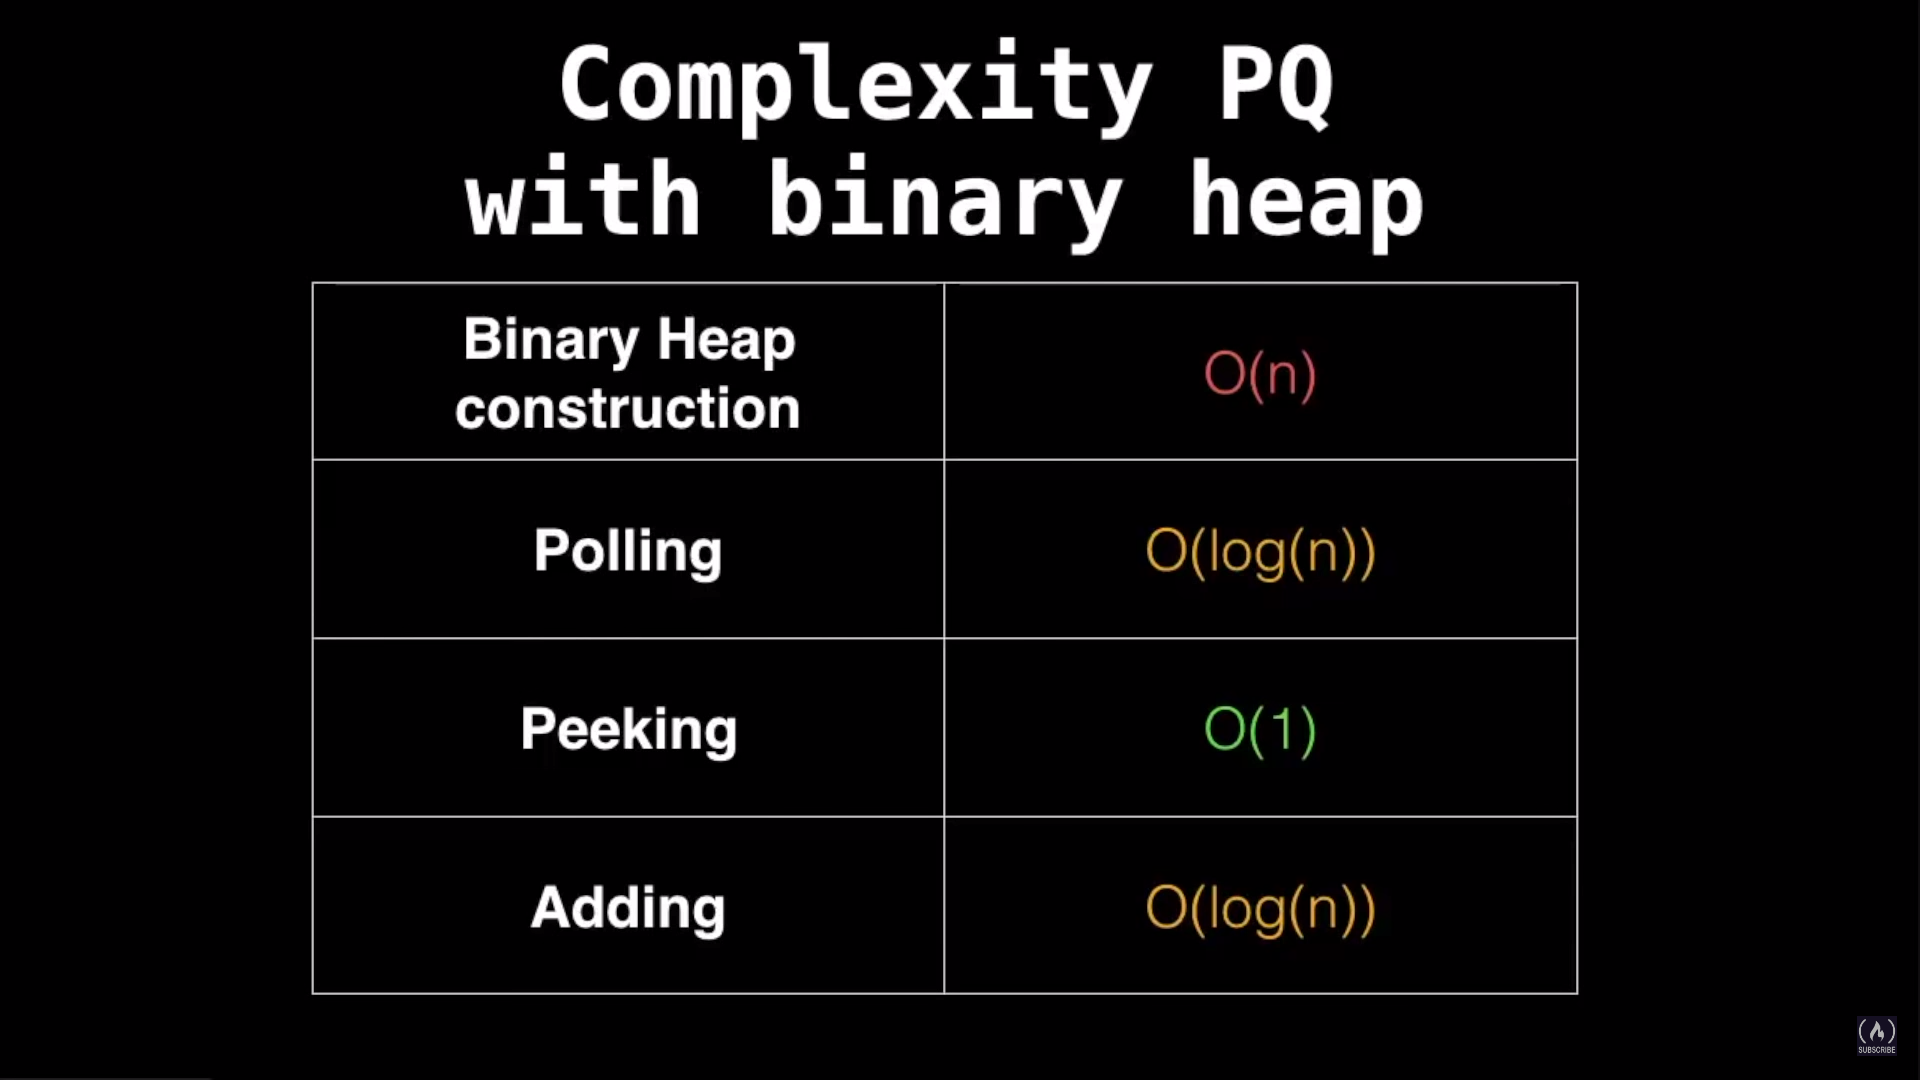 Complexity PQ
with binary heap
Binary Heap
construction
O(n)
Polling
O(log(n))
Peeking
O(1)
Adding
O(log(n))
SUBSCRIBE